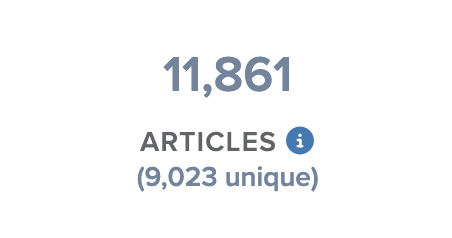 11,861
ARTICLES
(9,023 unique)